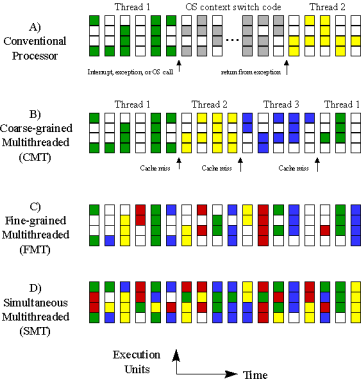 Thread 1 OS context switch code Thread 2
A)
Conventional
Processor
...
Interrupt, exception, or OS call return from exception
Thread 1 Thread 2 Thread 3 Thread 1
B)
Coarse-grained
Multithreaded
(CMT)
Cache miss Cache miss Cache miss
C)
Fine-grained
Multithreaded
(FMT)
D)
Simultaneous
Multithreaded
(SMT)
Execution
Units
Time